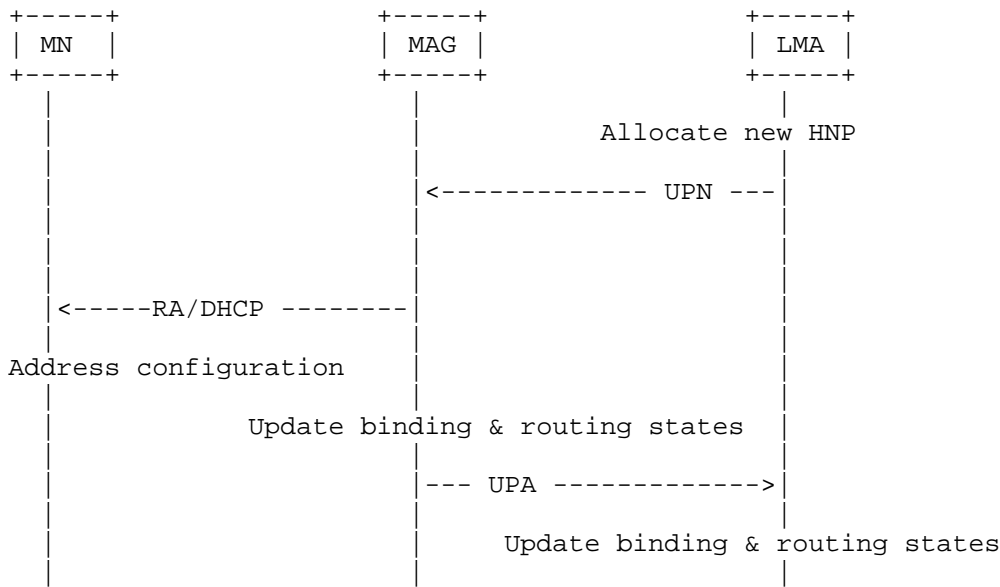 MN MAG LMA
Allocate new HNP
UPN
RA/DHCP
Address configuration
Update binding & routing states
UPA
Update binding & routing states